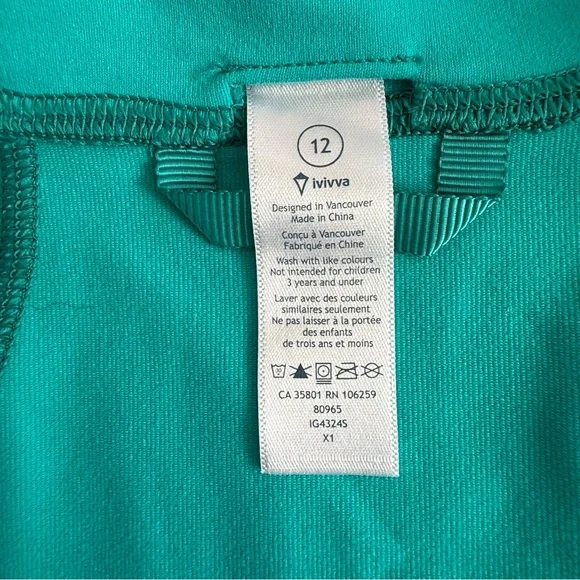 12
ivivva
Designed in Vancouver
Made in China
Conçu à Vancouver
Fabriqué en Chine
Wash with like colours
Not intended for children
3 years and under
Laver avec des couleurs
similaires seulement
Ne pas laisser à la portée
des enfants
de trois ans et moins
CA 35801 RN 106259
80965
IG4324S
X1